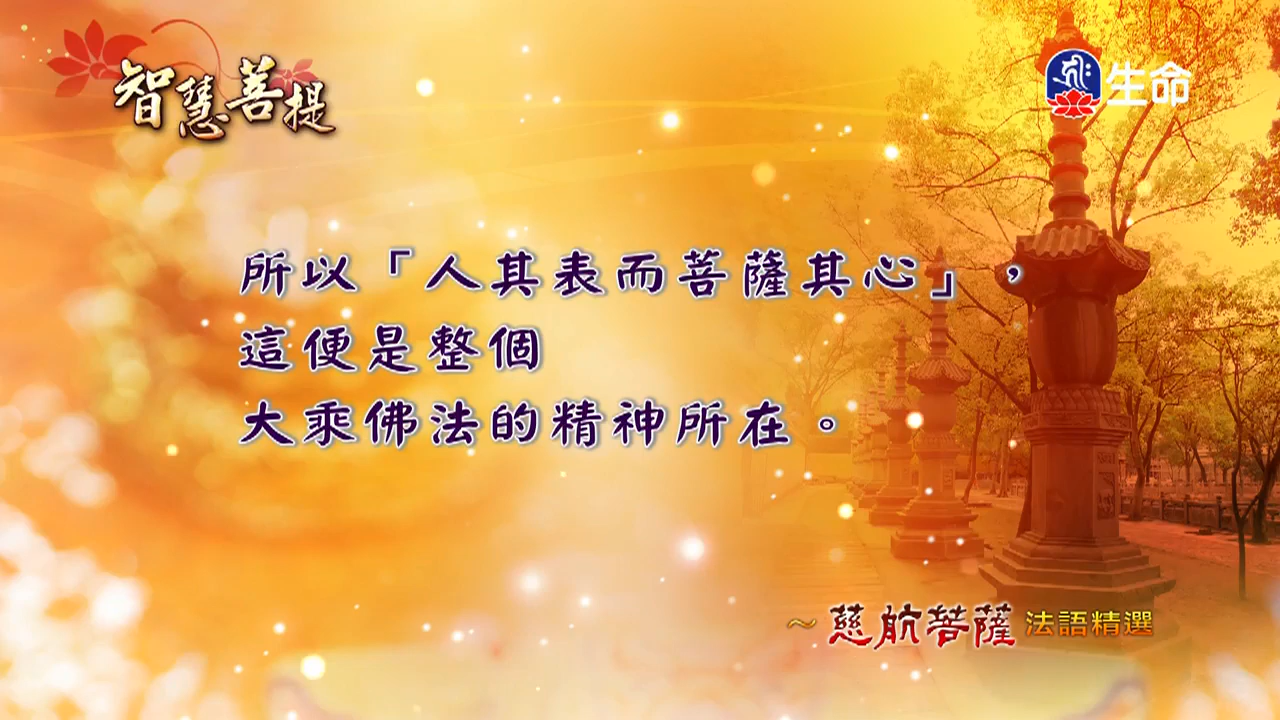 智慧菩提
生命
所以「人其表而菩薩其心」，
這便是整個
大乘佛法的精神所在。
～慈航菩薩 法語精選